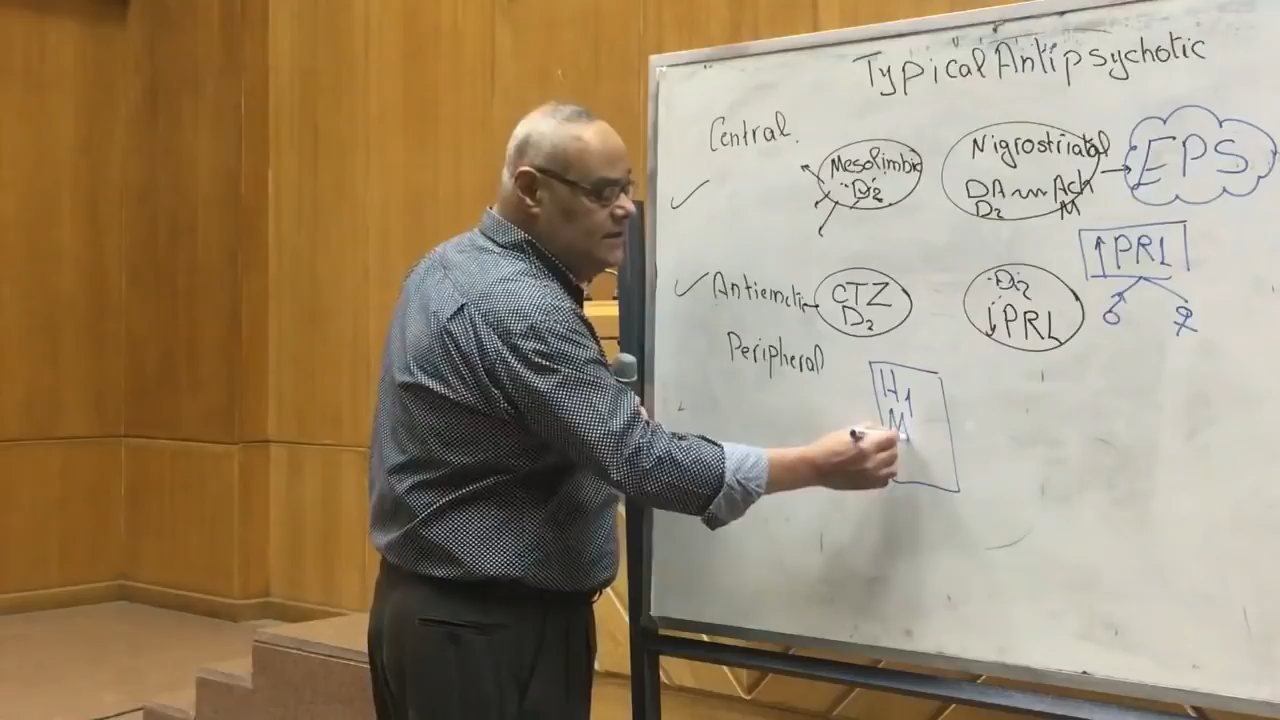 Typical Antipsychotic
Central.
Mesolimbic
D2
Nigrostriatal
DA ACh
D2 M
EPS
↑PRL
♂ ♀
Antiemetic
CTZ
D2
D2
↓PRL
Peripheral
H1
M